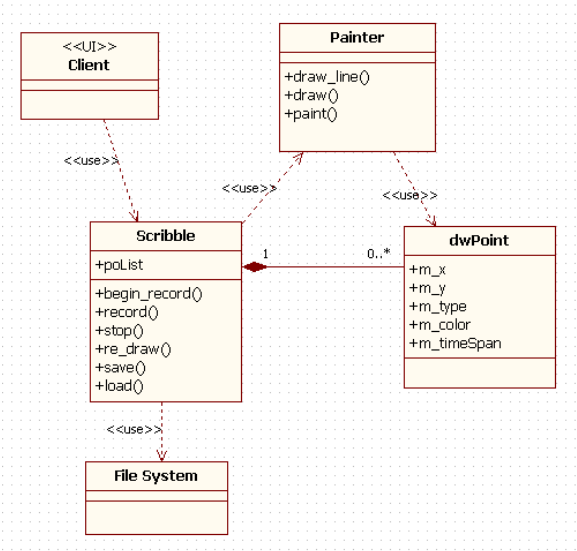 <<UI>>
Client
<<use>>
Painter
+draw_line()
+draw()
+paint()
<<use>>
<<use>>
Scribble
+poList
+begin_record()
+record()
+stop()
+re_draw()
+save()
+load()
1
0..*
dwPoint
+m_x
+m_y
+m_type
+m_color
+m_timeSpan
<<use>>
File System